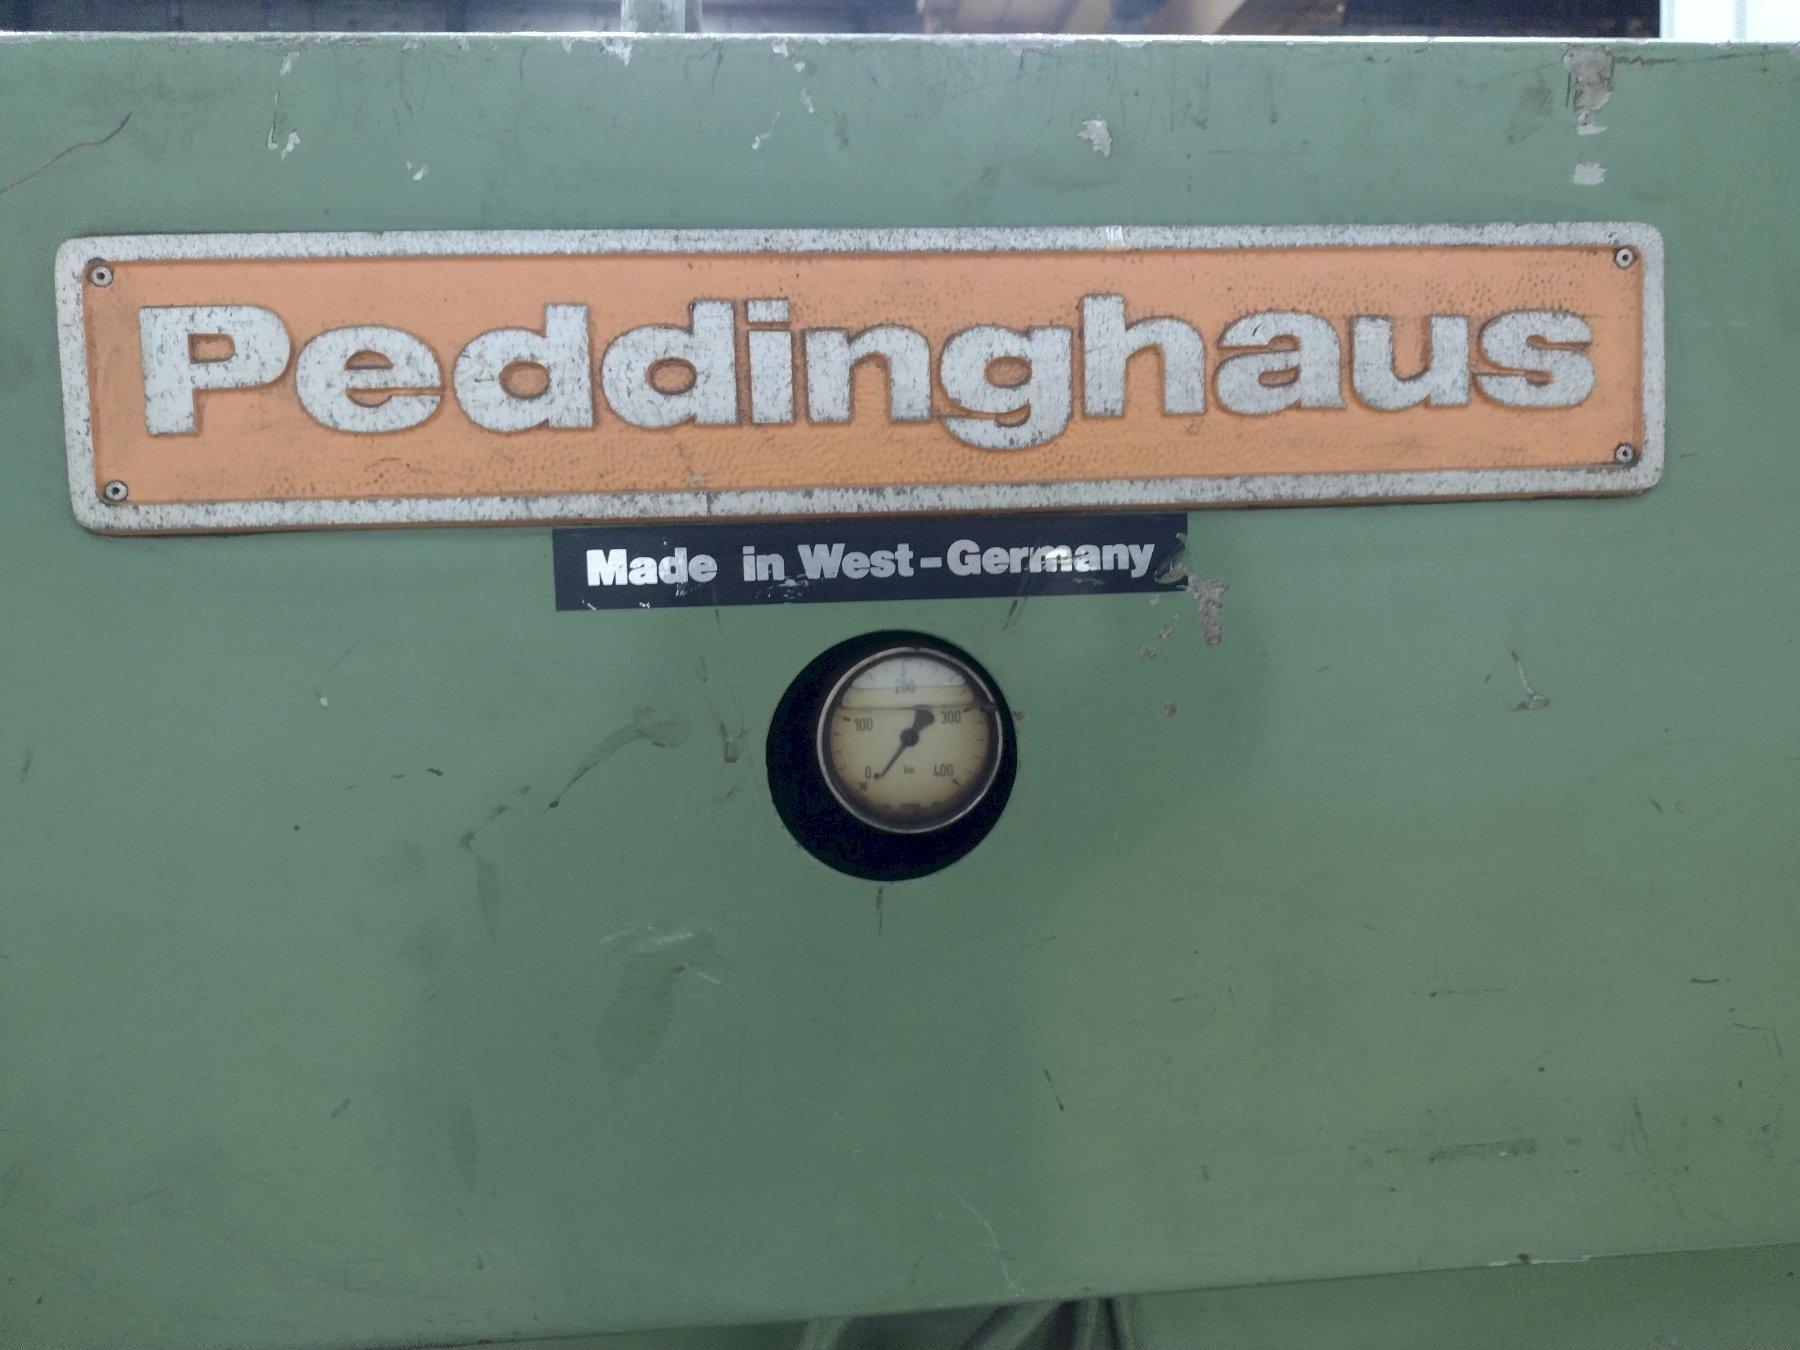 Peddinghaus
Made in West-Germany
200
100 300
0 bar 400